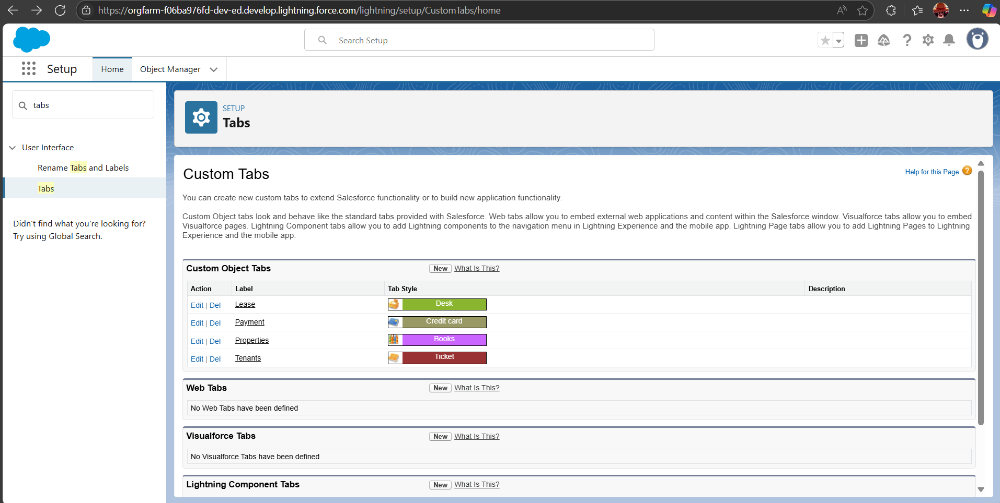 https://orgfarm-f06ba976fd-dev-ed.develop.lightning.force.com/lightning/setup/CustomTabs/home
Search Setup
Setup
Home
Object Manager
tabs
User Interface
Rename Tabs and Labels
Tabs
Didn't find what you're looking for?
Try using Global Search.
SETUP
Tabs
Custom Tabs
Help for this Page
You can create new custom tabs to extend Salesforce functionality or to build new application functionality.
Custom Object tabs look and behave like the standard tabs provided with Salesforce. Web tabs allow you to embed external web applications and content within the Salesforce window. Visualforce tabs allow you to embed
Visualforce pages. Lightning Component tabs allow you to add Lightning components to the navigation menu in Lightning Experience and the mobile app. Lightning Page tabs allow you to add Lightning Pages to Lightning
Experience and the mobile app.
Custom Object Tabs New What Is This?
Action Label Tab Style Description
Edit | Del Lease Desk
Edit | Del Payment Credit card
Edit | Del Properties Books
Edit | Del Tenants Ticket
Web Tabs New What Is This?
No Web Tabs have been defined
Visualforce Tabs New What Is This?
No Visualforce Tabs have been defined
Lightning Component Tabs New What Is This?